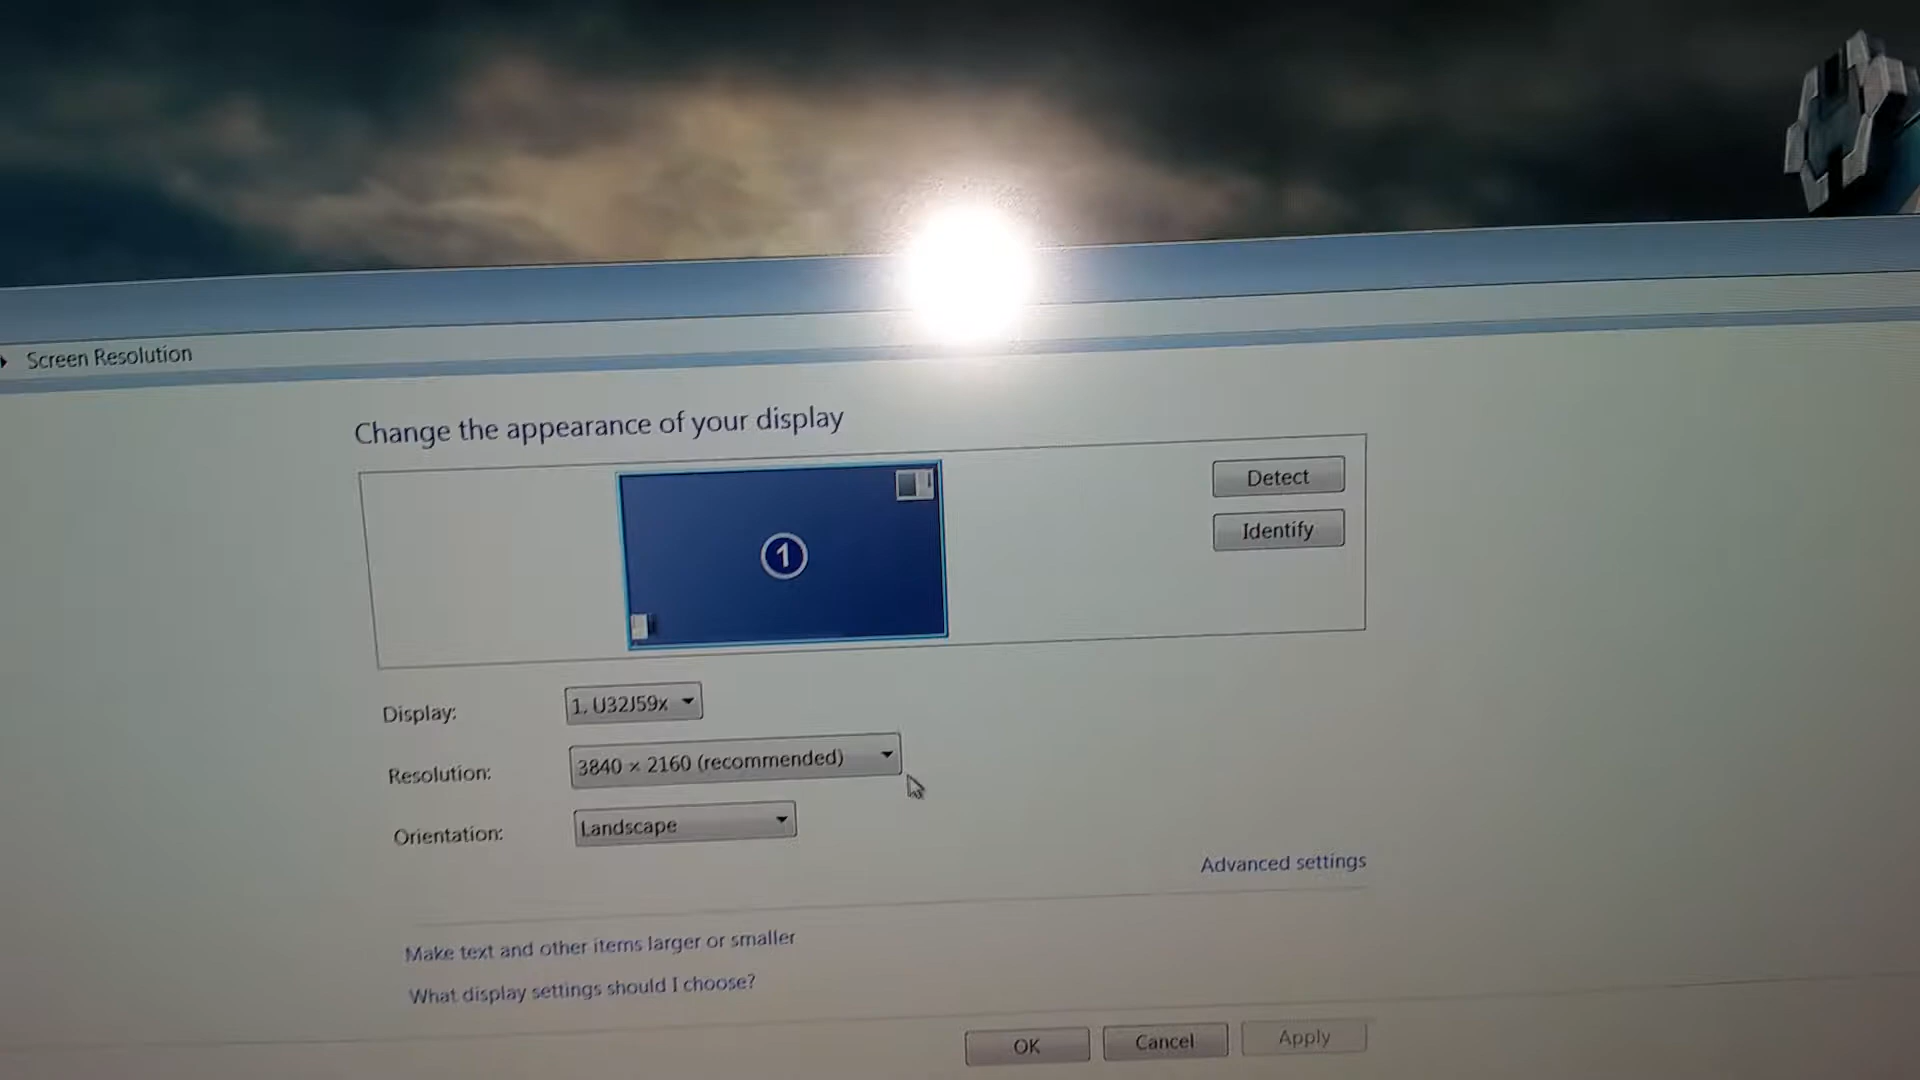 Screen Resolution
Change the appearance of your display
1
Detect
Identify
Display: 1. U32J59x
Resolution: 3840 × 2160 (recommended)
Orientation: Landscape
Advanced settings
Make text and other items larger or smaller
What display settings should I choose?
OK Cancel Apply